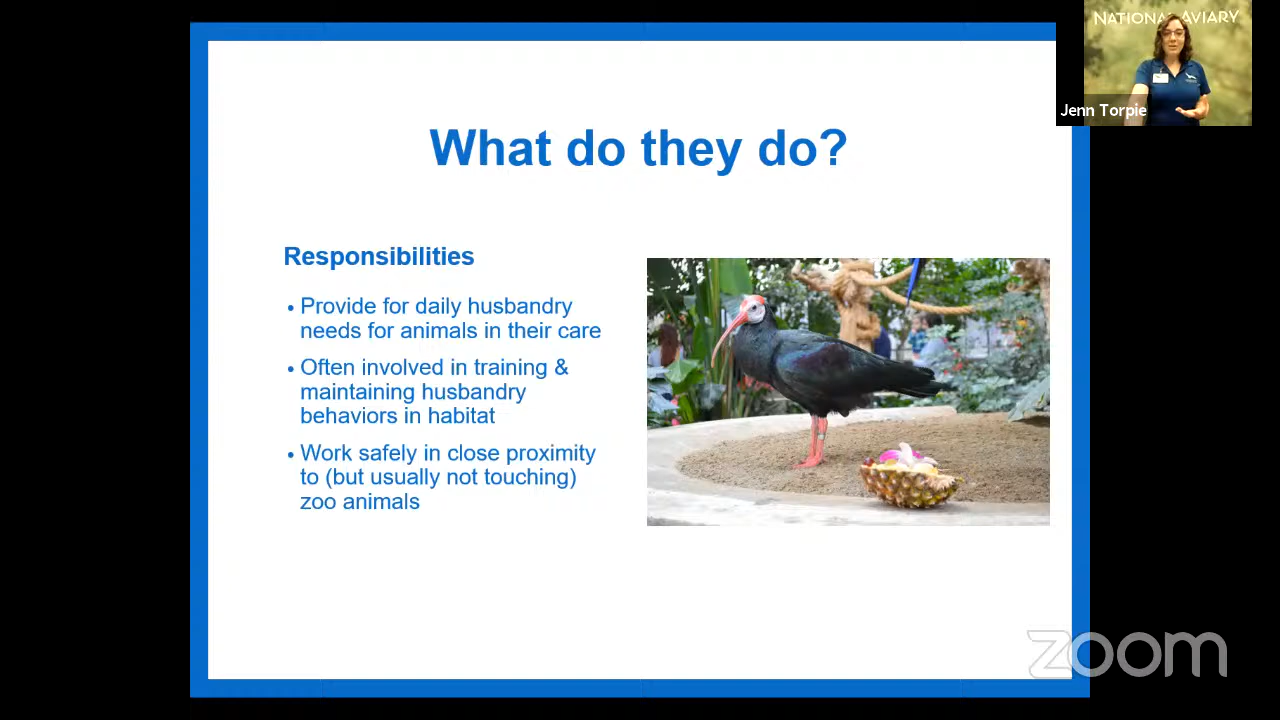 NATIONAL AVIARY
Jenn Torpie
What do they do?
Responsibilities
• Provide for daily husbandry
needs for animals in their care
• Often involved in training &
maintaining husbandry
behaviors in habitat
• Work safely in close proximity
to (but usually not touching)
zoo animals
zoom